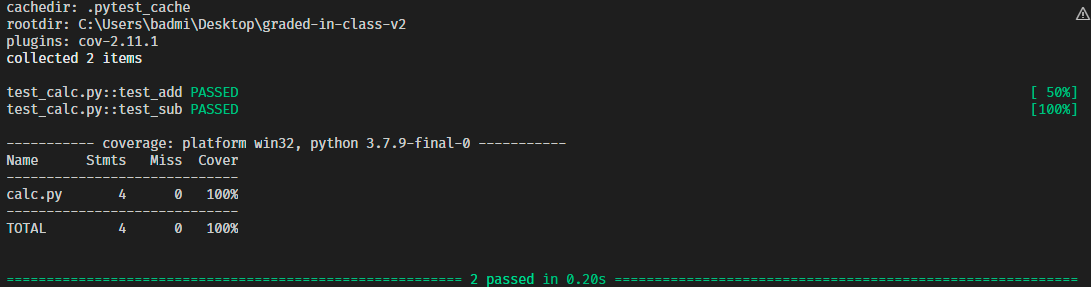 cachedir: .pytest_cache
rootdir: C:\Users\badmi\Desktop\graded-in-class-v2
plugins: cov-2.11.1
collected 2 items
test_calc.py::test_add PASSED [ 50%]
test_calc.py::test_sub PASSED [100%]
----------- coverage: platform win32, python 3.7.9-final-0 -----------
Name Stmts Miss Cover
-----------------------------
calc.py 4 0 100%
-----------------------------
TOTAL 4 0 100%
========================================================= 2 passed in 0.20s ==========================================================